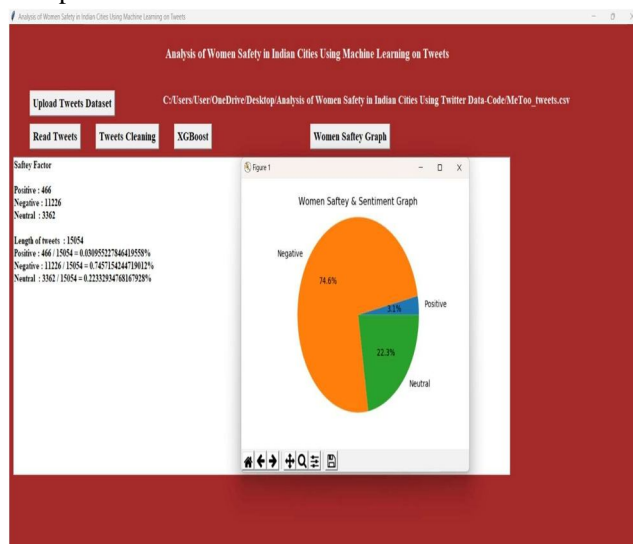 Analysis of Women Safety in Indian Cities Using Machine Learning on Tweets
Analysis of Women Safety in Indian Cities Using Machine Learning on Tweets
Upload Tweets Dataset
C:/Users/User/OneDrive/Desktop/Analysis of Women Safety in Indian Cities Using Twitter Data-Code/MeToo_tweets.csv
Read Tweets
Tweets Cleaning
XGBoost
Women Saftey Graph
Saftey Factor
Positive : 466
Negative : 11226
Neutral : 3362
Length of tweets : 15054
Positive : 466 / 15054 = 0.030955227846419558%
Negative : 11226 / 15054 = 0.7457154244719012%
Neutral : 3362 / 15054 = 0.22332934768167928%
Figure 1
Women Saftey & Sentiment Graph
Negative
74.6%
Positive
3.1%
22.3%
Neutral